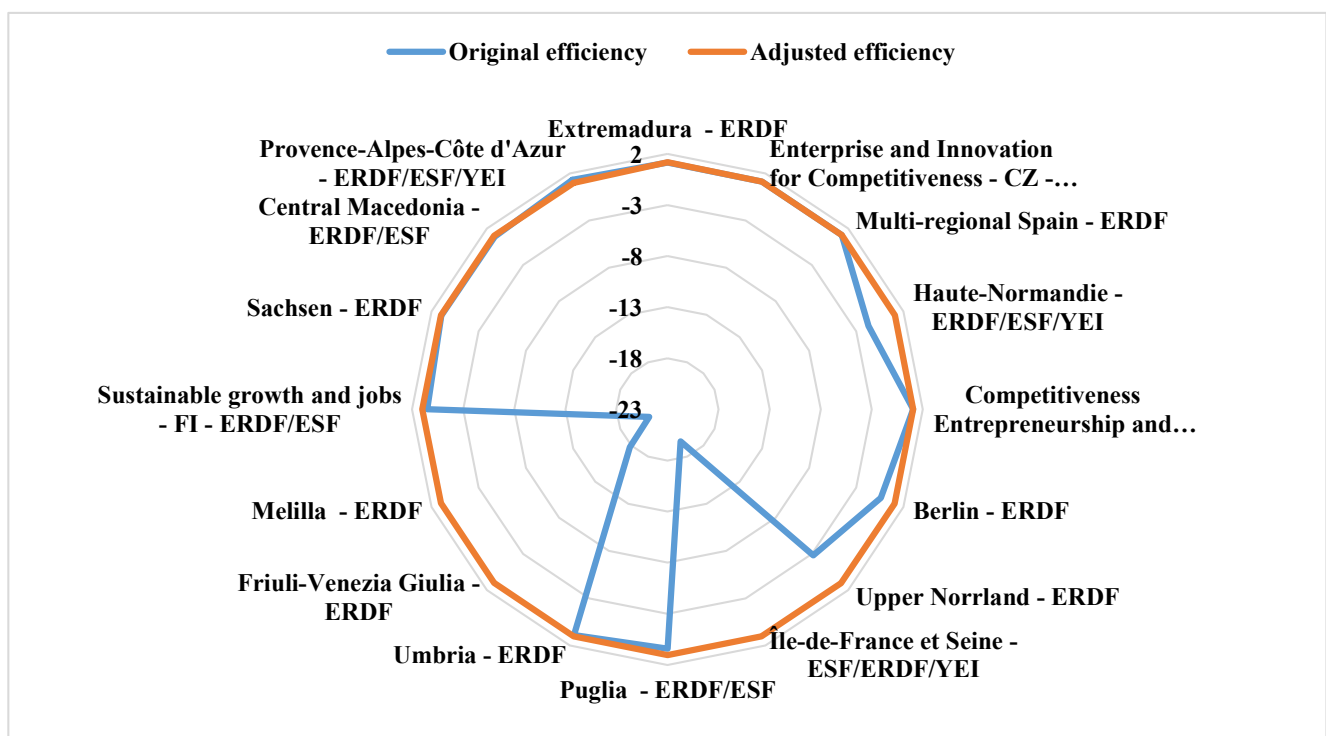 Original efficiency
Adjusted efficiency
Extremadura - ERDF
Enterprise and Innovation
for Competitiveness - CZ -...
Multi-regional Spain - ERDF
Haute-Normandie -
ERDF/ESF/YEI
Competitiveness
Entrepreneurship and...
Berlin - ERDF
Upper Norrland - ERDF
Île-de-France et Seine -
ESF/ERDF/YEI
Puglia - ERDF/ESF
Umbria - ERDF
Friuli-Venezia Giulia -
ERDF
Melilla - ERDF
Sustainable growth and jobs
- FI - ERDF/ESF
Sachsen - ERDF
Central Macedonia -
ERDF/ESF
Provence-Alpes-Côte d'Azur
- ERDF/ESF/YEI
2
-3
-8
-13
-18
-23